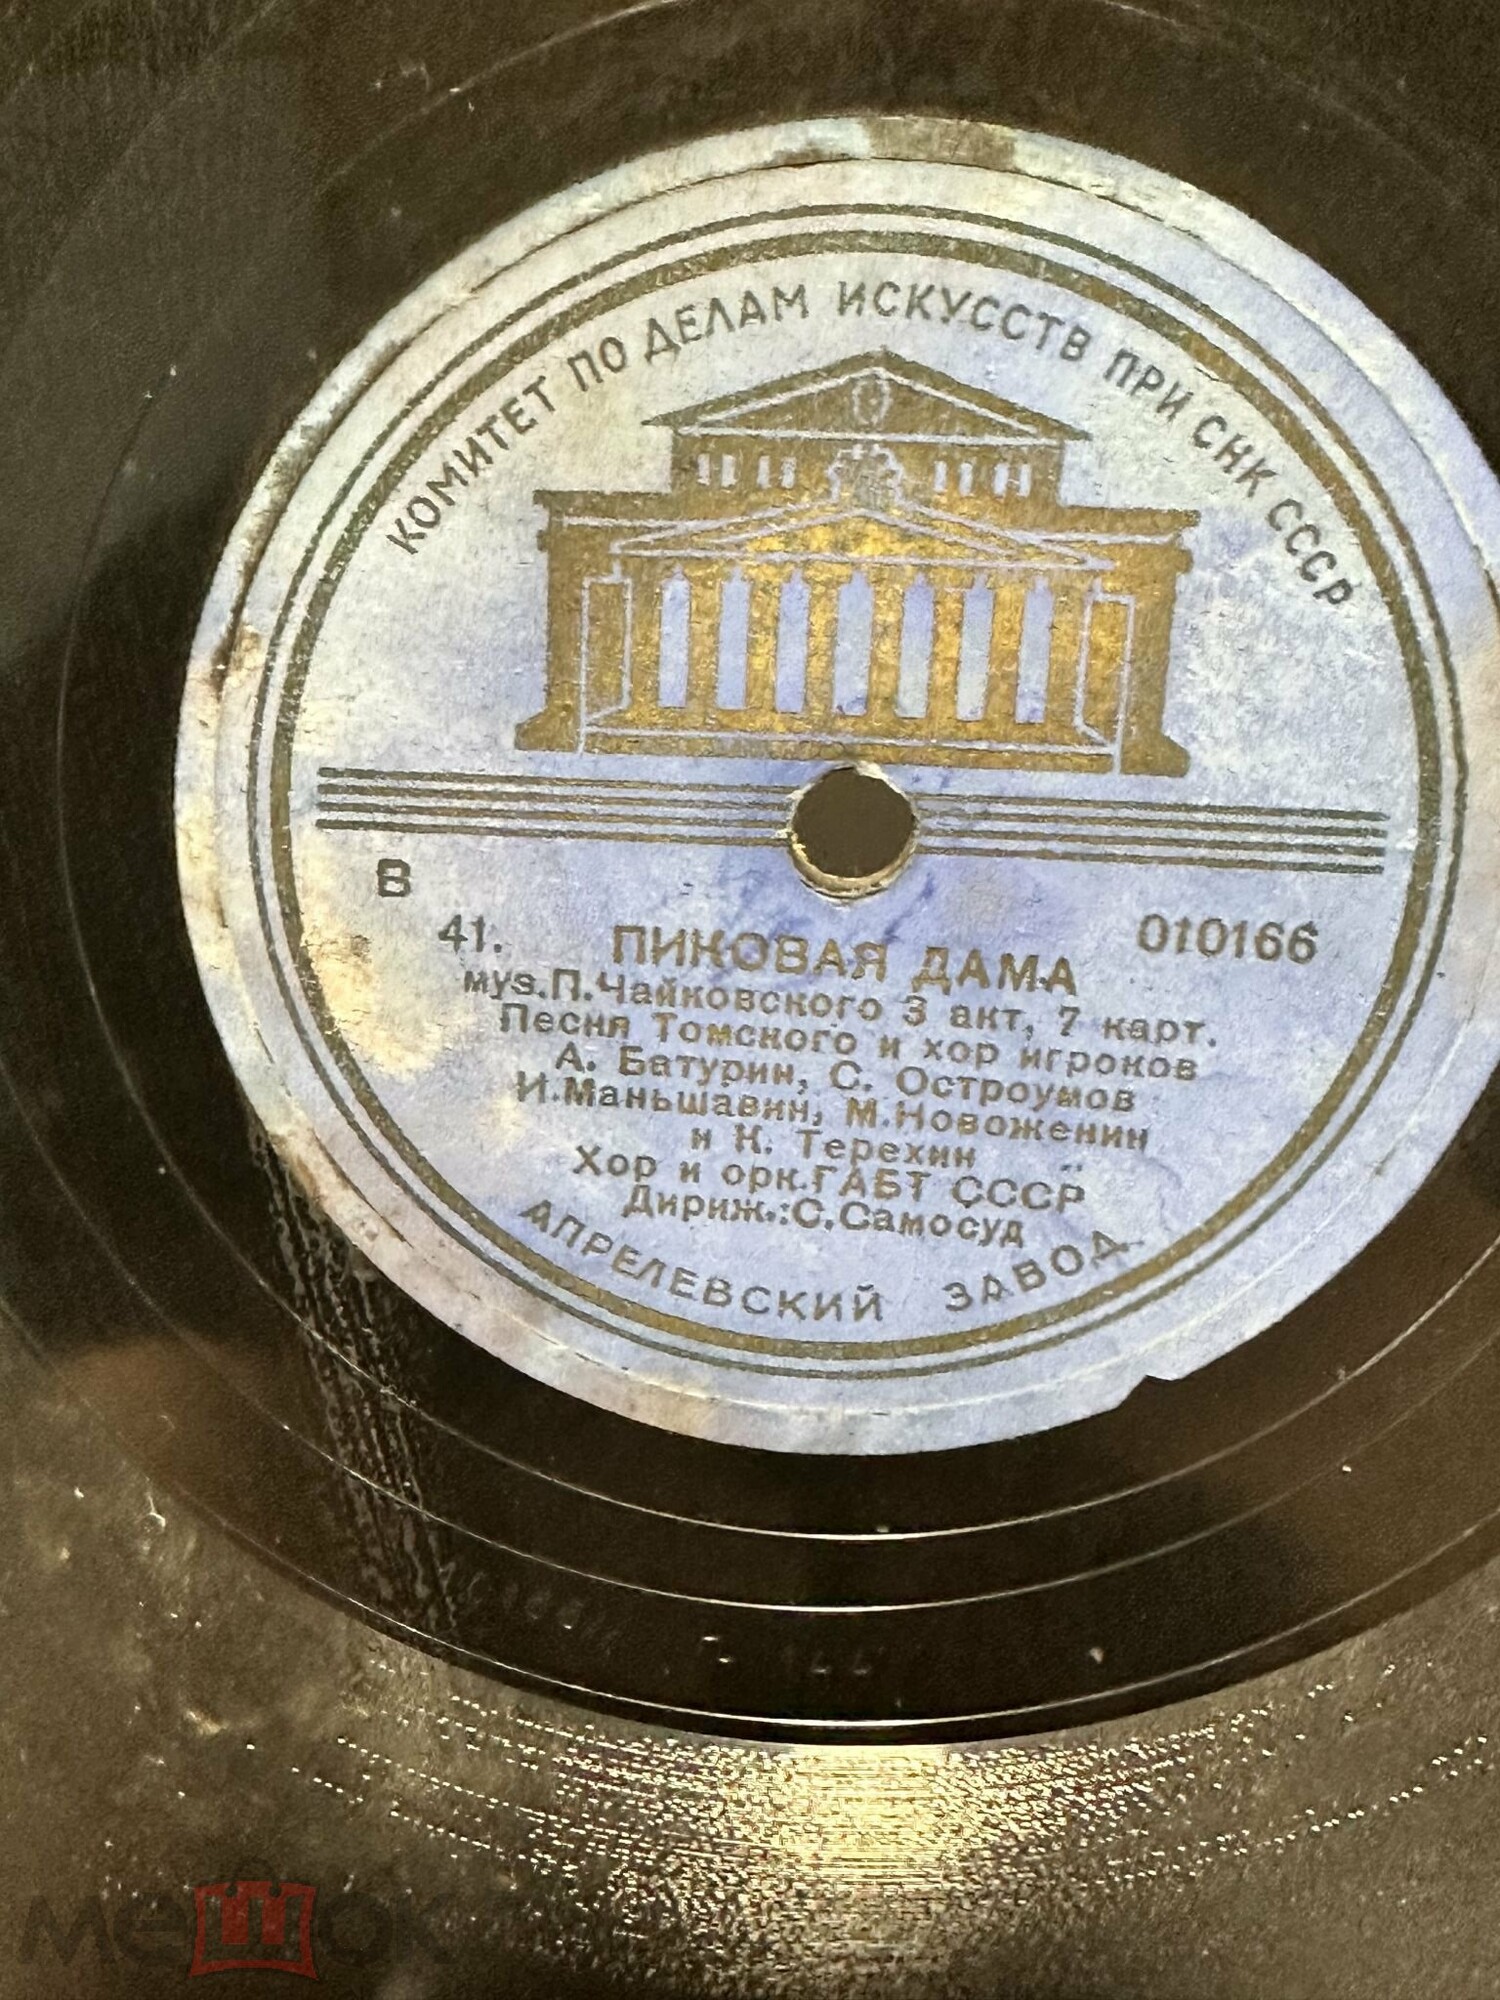 КОМИТЕТ ПО ДЕЛАМ ИСКУССТВ ПРИ СНК СССР
В
41. ПИКОВАЯ ДАМА 010166
муз.П.Чайковского 3 акт, 7 карт.
Песня Томского и хор игроков
А. Батурин, С. Остроумов
И.Маньшавин, М.Новоженин
и К. Терехин
Хор и орк.ГАБТ СССР
Дириж.:С.Самосуд
АПРЕЛЕВСКИЙ ЗАВОД
мешок